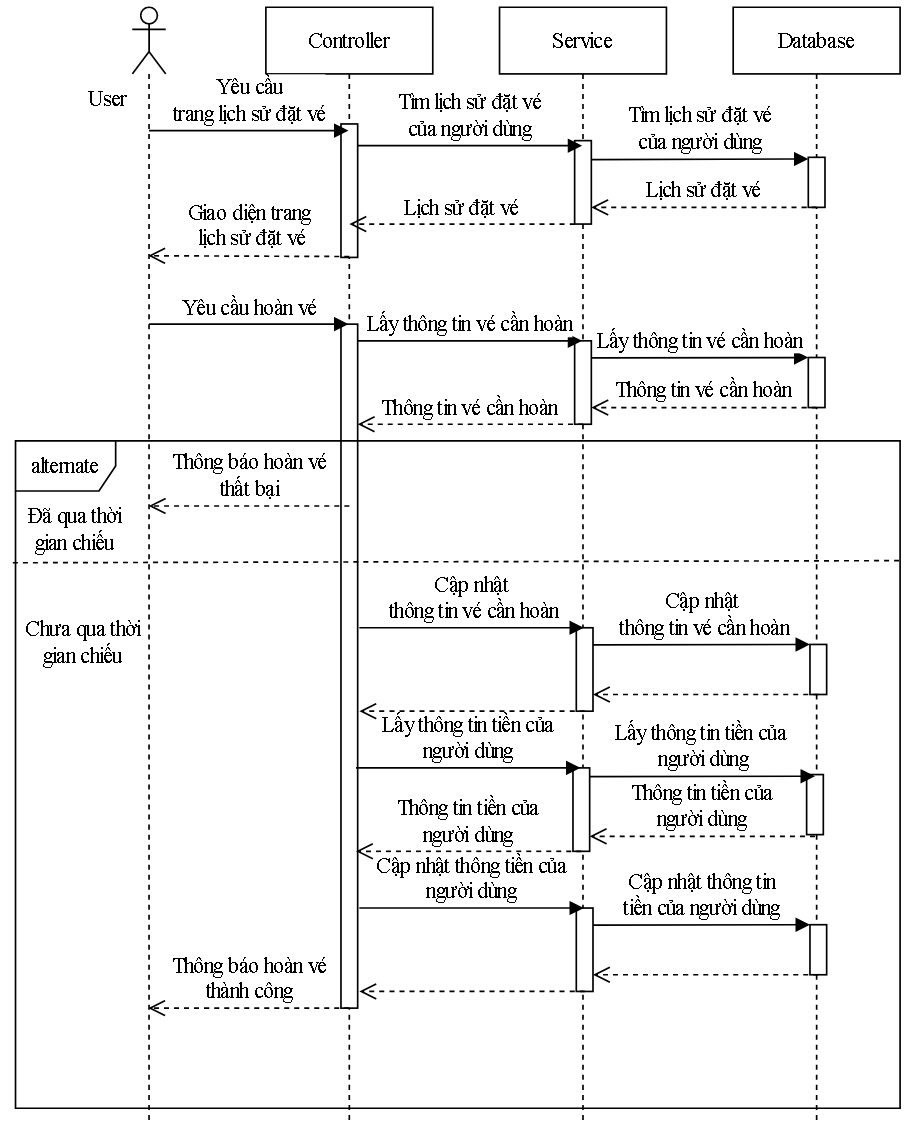 Controller
Service
Database
User
Yêu cầu
trang lịch sử đặt vé
Tìm lịch sử đặt vé
của người dùng
Tìm lịch sử đặt vé
của người dùng
Lịch sử đặt vé
Lịch sử đặt vé
Giao diện trang
lịch sử đặt vé
Yêu cầu hoàn vé
Lấy thông tin vé cần hoàn
Lấy thông tin vé cần hoàn
Thông tin vé cần hoàn
Thông tin vé cần hoàn
alternate
Thông báo hoàn vé
thất bại
Đã qua thời
gian chiếu
Chưa qua thời
gian chiếu
Cập nhật
thông tin vé cần hoàn
Cập nhật
thông tin vé cần hoàn
Lấy thông tin tiền của
người dùng
Lấy thông tin tiền của
người dùng
Thông tin tiền của
người dùng
Thông tin tiền của
người dùng
Cập nhật thông tiền của
người dùng
Cập nhật thông tin
tiền của người dùng
Thông báo hoàn vé
thành công